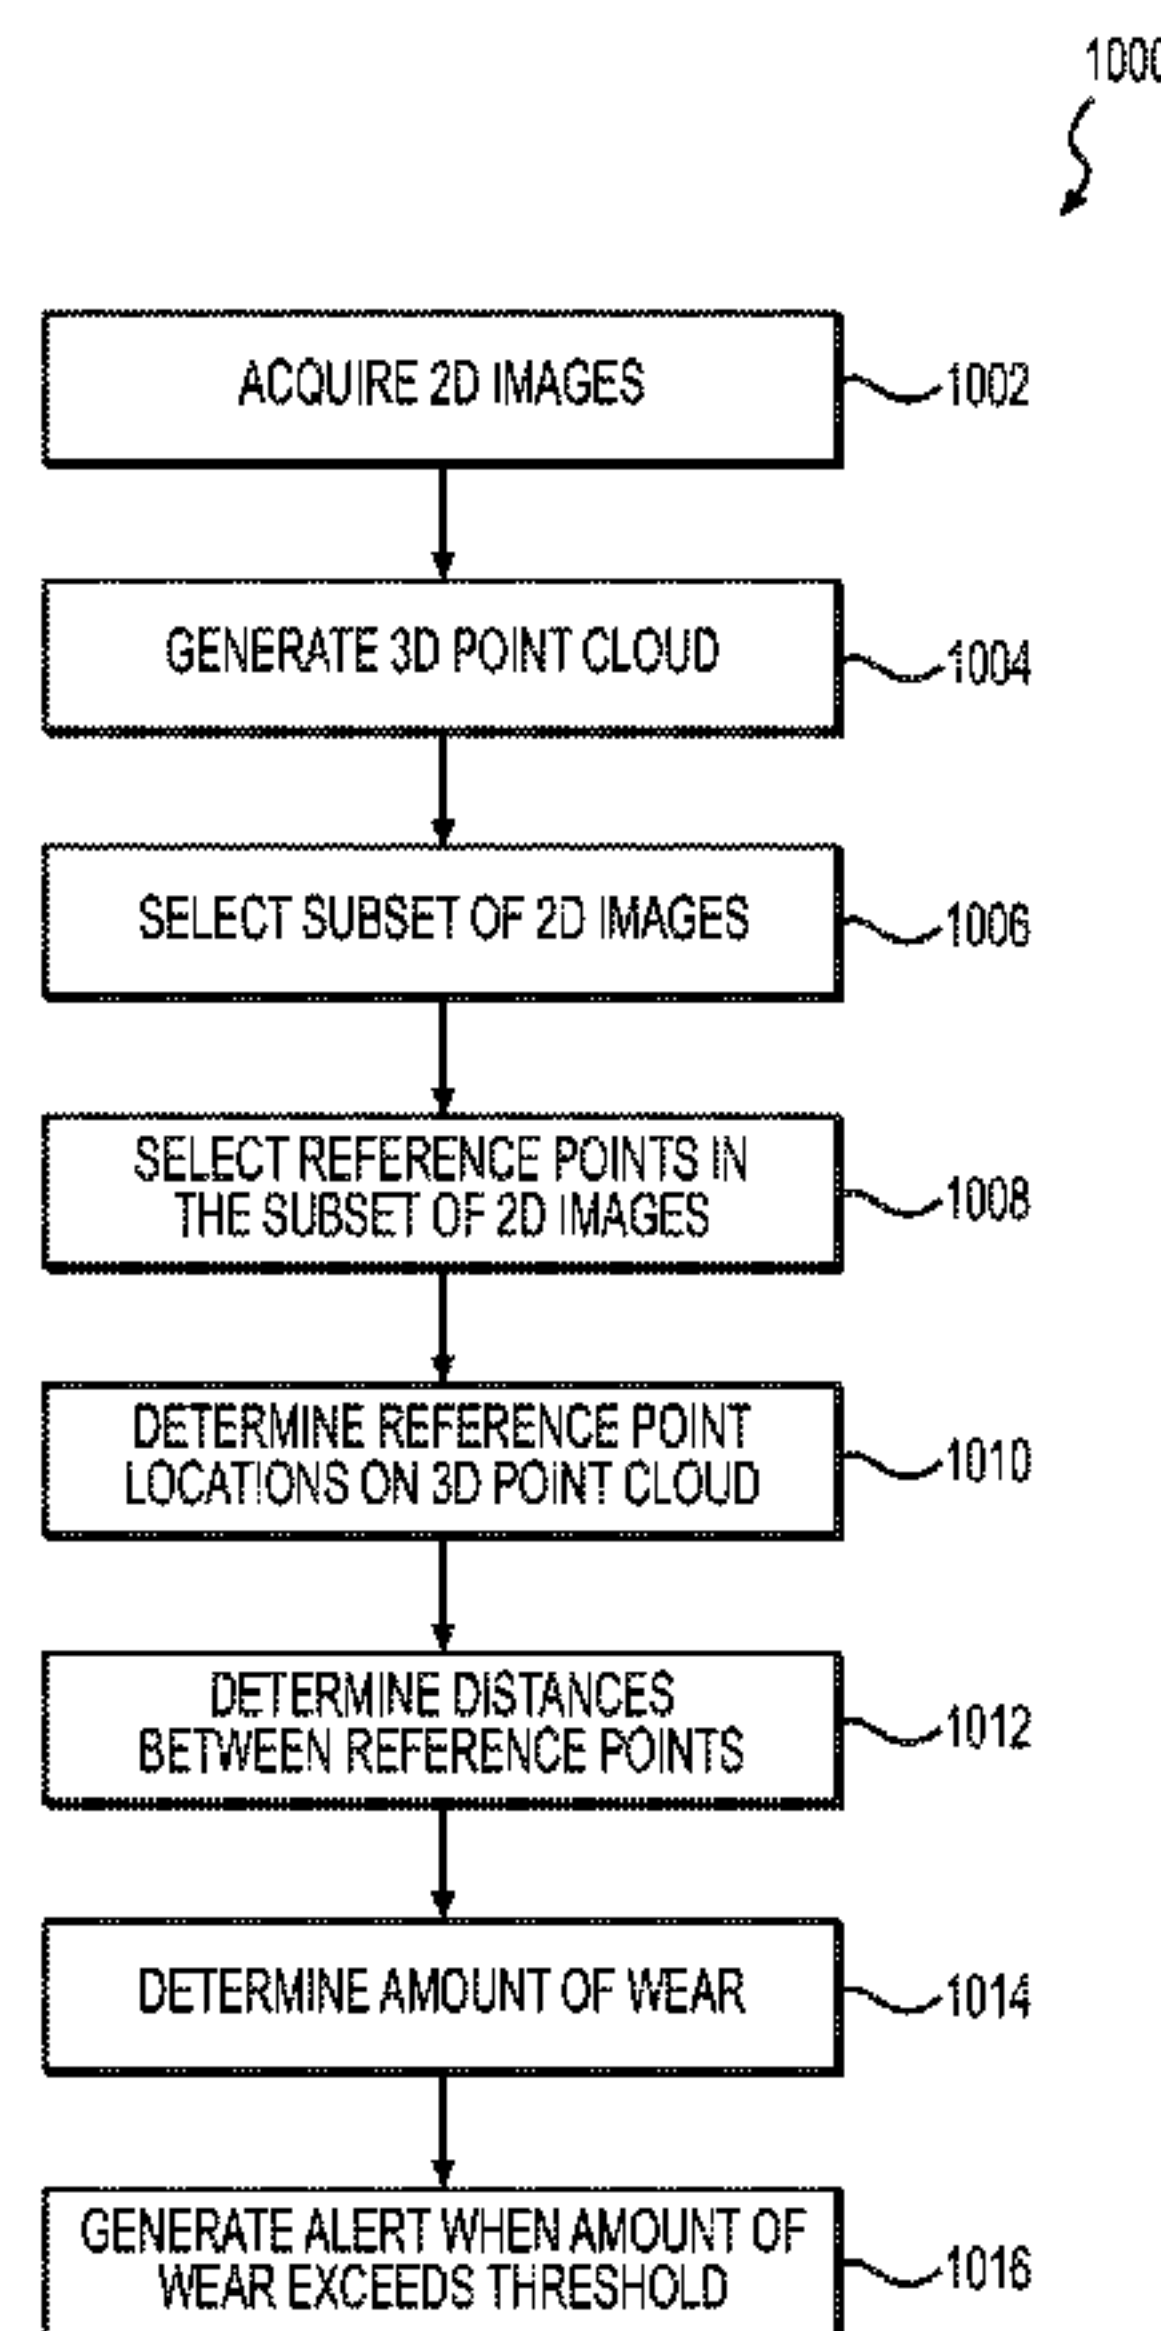 1000
ACQUIRE 2D IMAGES
1002
GENERATE 3D POINT CLOUD
1004
SELECT SUBSET OF 2D IMAGES
1006
SELECT REFERENCE POINTS IN
THE SUBSET OF 2D IMAGES
1008
DETERMINE REFERENCE POINT
LOCATIONS ON 3D POINT CLOUD
1010
DETERMINE DISTANCES
BETWEEN REFERENCE POINTS
1012
DETERMINE AMOUNT OF WEAR
1014
GENERATE ALERT WHEN AMOUNT OF
WEAR EXCEEDS THRESHOLD
1016